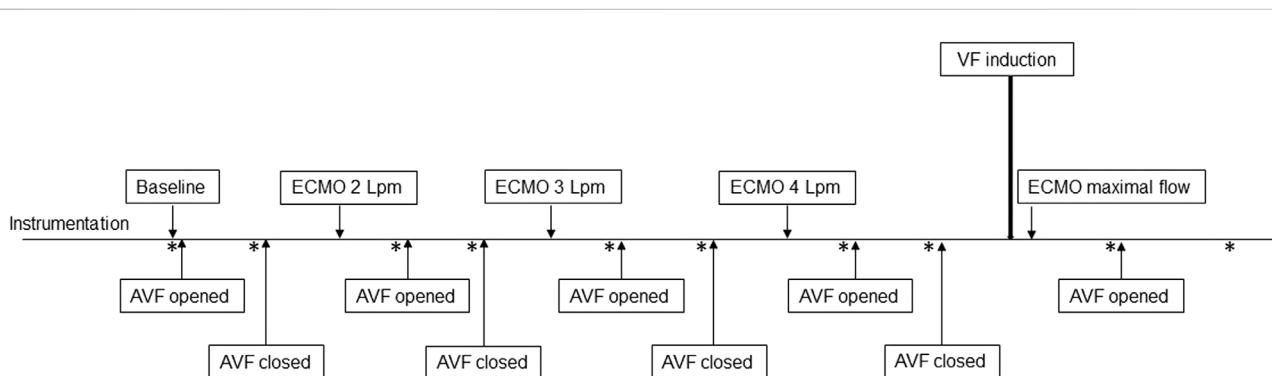 VF induction
Baseline
ECMO 2 Lpm
ECMO 3 Lpm
ECMO 4 Lpm
ECMO maximal flow
Instrumentation
* * * * * * * * * *
AVF opened
AVF opened
AVF opened
AVF opened
AVF opened
AVF closed
AVF closed
AVF closed
AVF closed